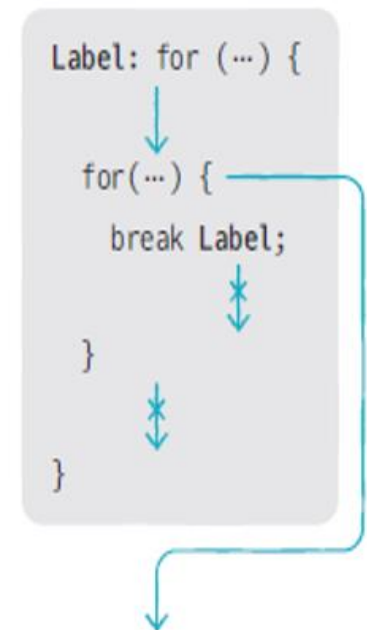 Label: for (…) {
for(…) {
break Label;
}
}